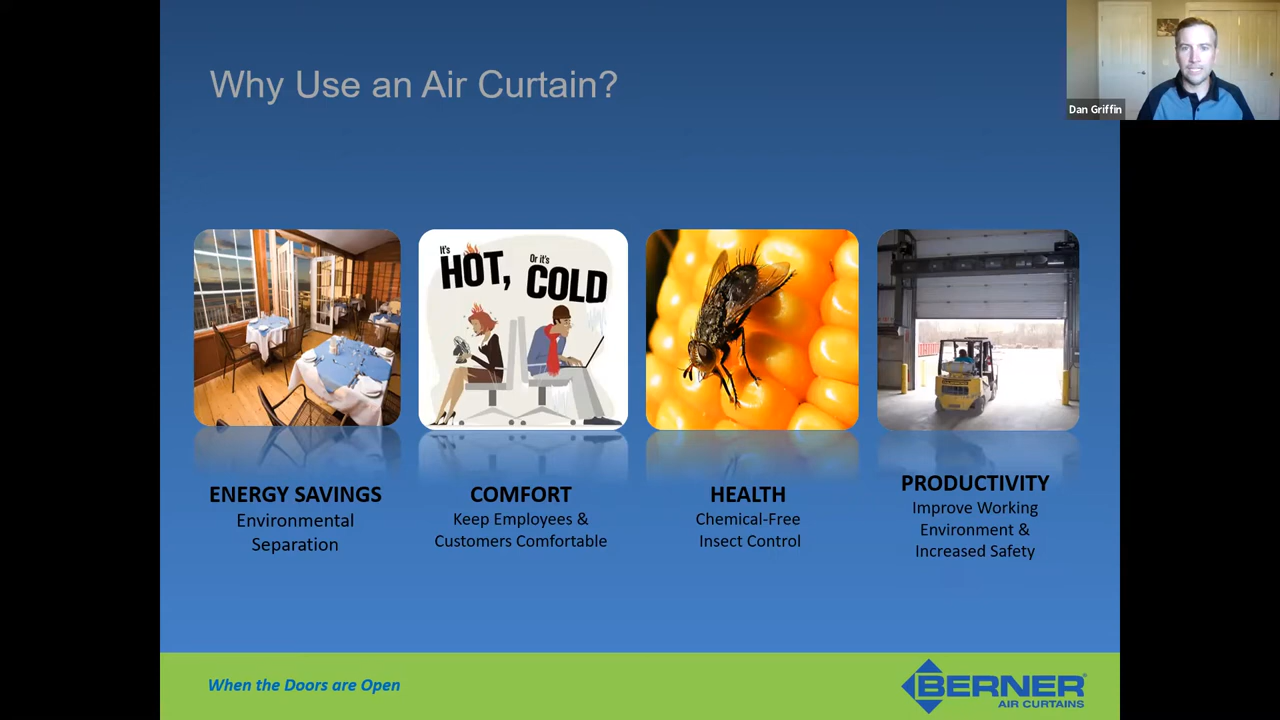 Why Use an Air Curtain?
Dan Griffin
It's
HOT,
Or it's
COLD
ENERGY SAVINGS
Environmental
Separation
COMFORT
Keep Employees &
Customers Comfortable
HEALTH
Chemical-Free
Insect Control
PRODUCTIVITY
Improve Working
Environment &
Increased Safety
When the Doors are Open
BERNER®
AIR CURTAINS